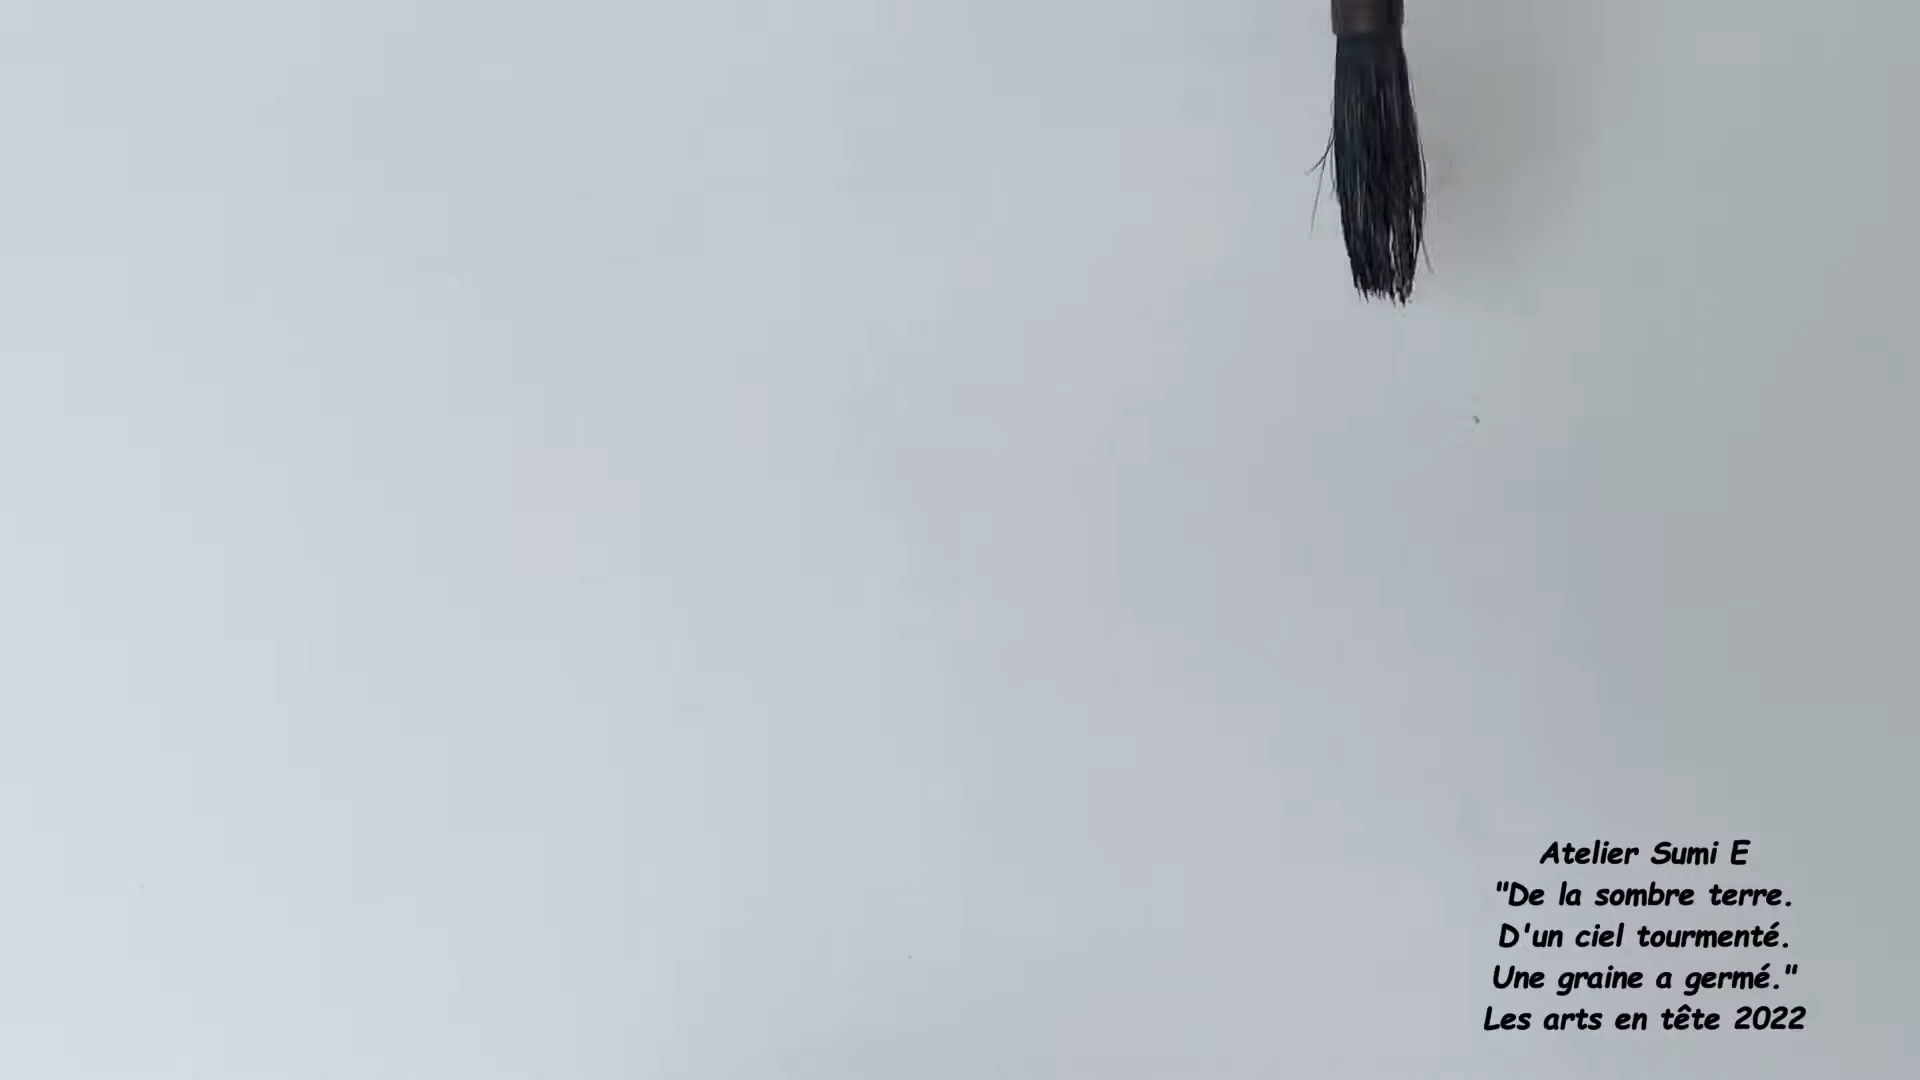 Atelier Sumi E
"De la sombre terre.
D'un ciel tourmenté.
Une graine a germé."
Les arts en tête 2022